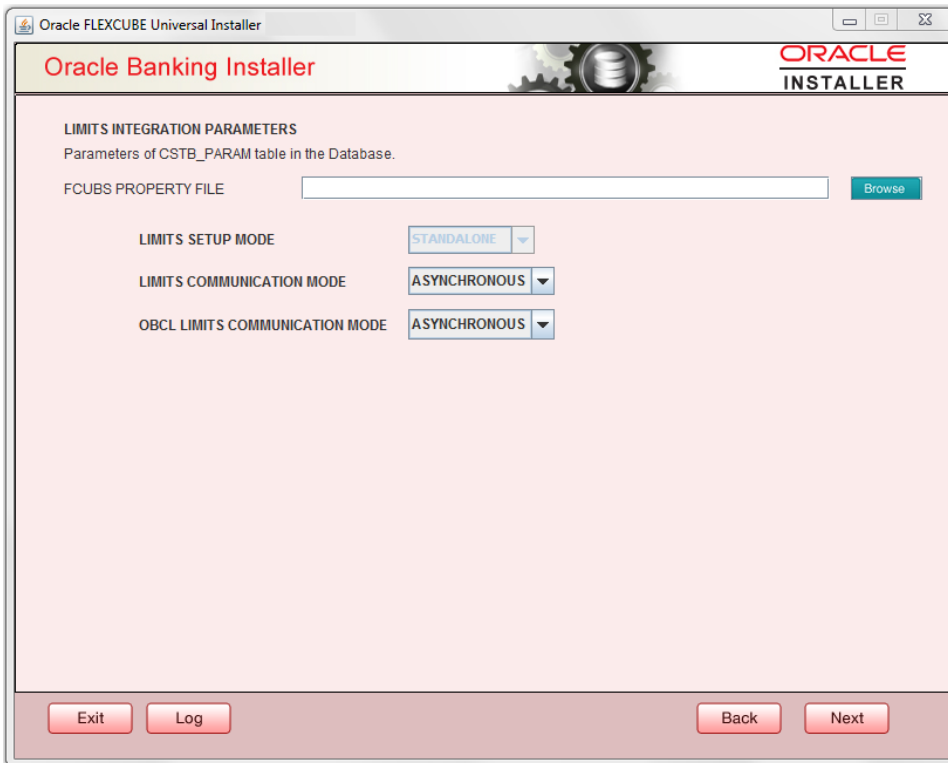 Oracle FLEXCUBE Universal Installer
Oracle Banking Installer
ORACLE
INSTALLER
LIMITS INTEGRATION PARAMETERS
Parameters of CSTB_PARAM table in the Database.
FCUBS PROPERTY FILE
Browse
LIMITS SETUP MODE STANDALONE
LIMITS COMMUNICATION MODE ASYNCHRONOUS
OBCL LIMITS COMMUNICATION MODE ASYNCHRONOUS
Exit Log Back Next